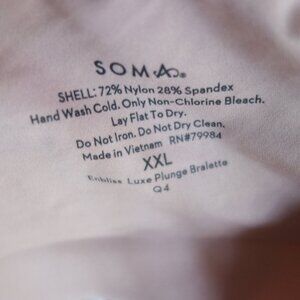 SOMA
SHELL: 72% Nylon 28% Spandex
Hand Wash Cold. Only Non-Chlorine Bleach.
Lay Flat To Dry.
Do Not Iron. Do Not Dry Clean.
Made in Vietnam RN#79984
XXL
Enbliss Luxe Plunge Bralette
Q4